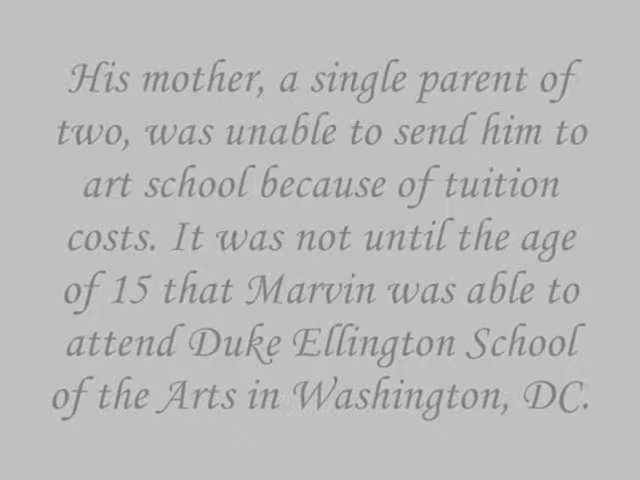 His mother, a single parent of
two, was unable to send him to
art school because of tuition
costs. It was not until the age
of 15 that Marvin was able to
attend Duke Ellington School
of the Arts in Washington, DC.